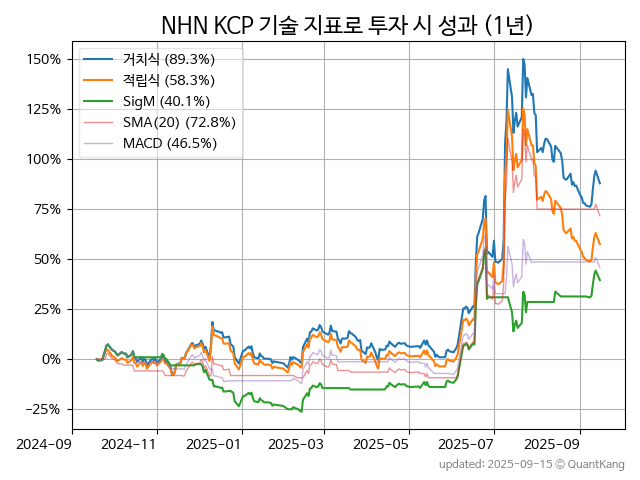 NHN KCP 기술 지표로 투자 시 성과 (1년)
150%
125%
100%
75%
50%
25%
0%
−25%
거치식 (89.3%)
적립식 (58.3%)
SigM (40.1%)
SMA(20) (72.8%)
MACD (46.5%)
2024-09
2024-11
2025-01
2025-03
2025-05
2025-07
2025-09
updated: 2025-09-15 © QuantKang